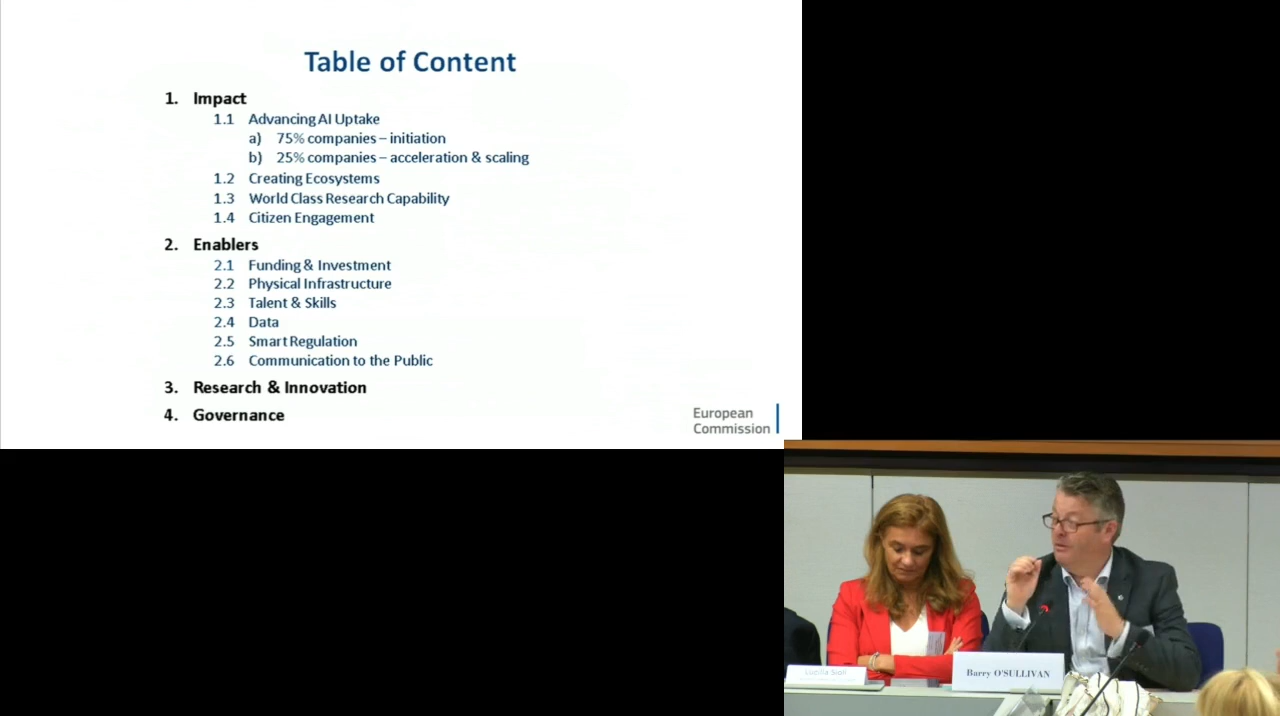 Table of Content
1. Impact
1.1 Advancing AI Uptake
a) 75% companies – initiation
b) 25% companies – acceleration & scaling
1.2 Creating Ecosystems
1.3 World Class Research Capability
1.4 Citizen Engagement
2. Enablers
2.1 Funding & Investment
2.2 Physical Infrastructure
2.3 Talent & Skills
2.4 Data
2.5 Smart Regulation
2.6 Communication to the Public
3. Research & Innovation
4. Governance
European
Commission
Lucilla Sioli
Barry O'SULLIVAN